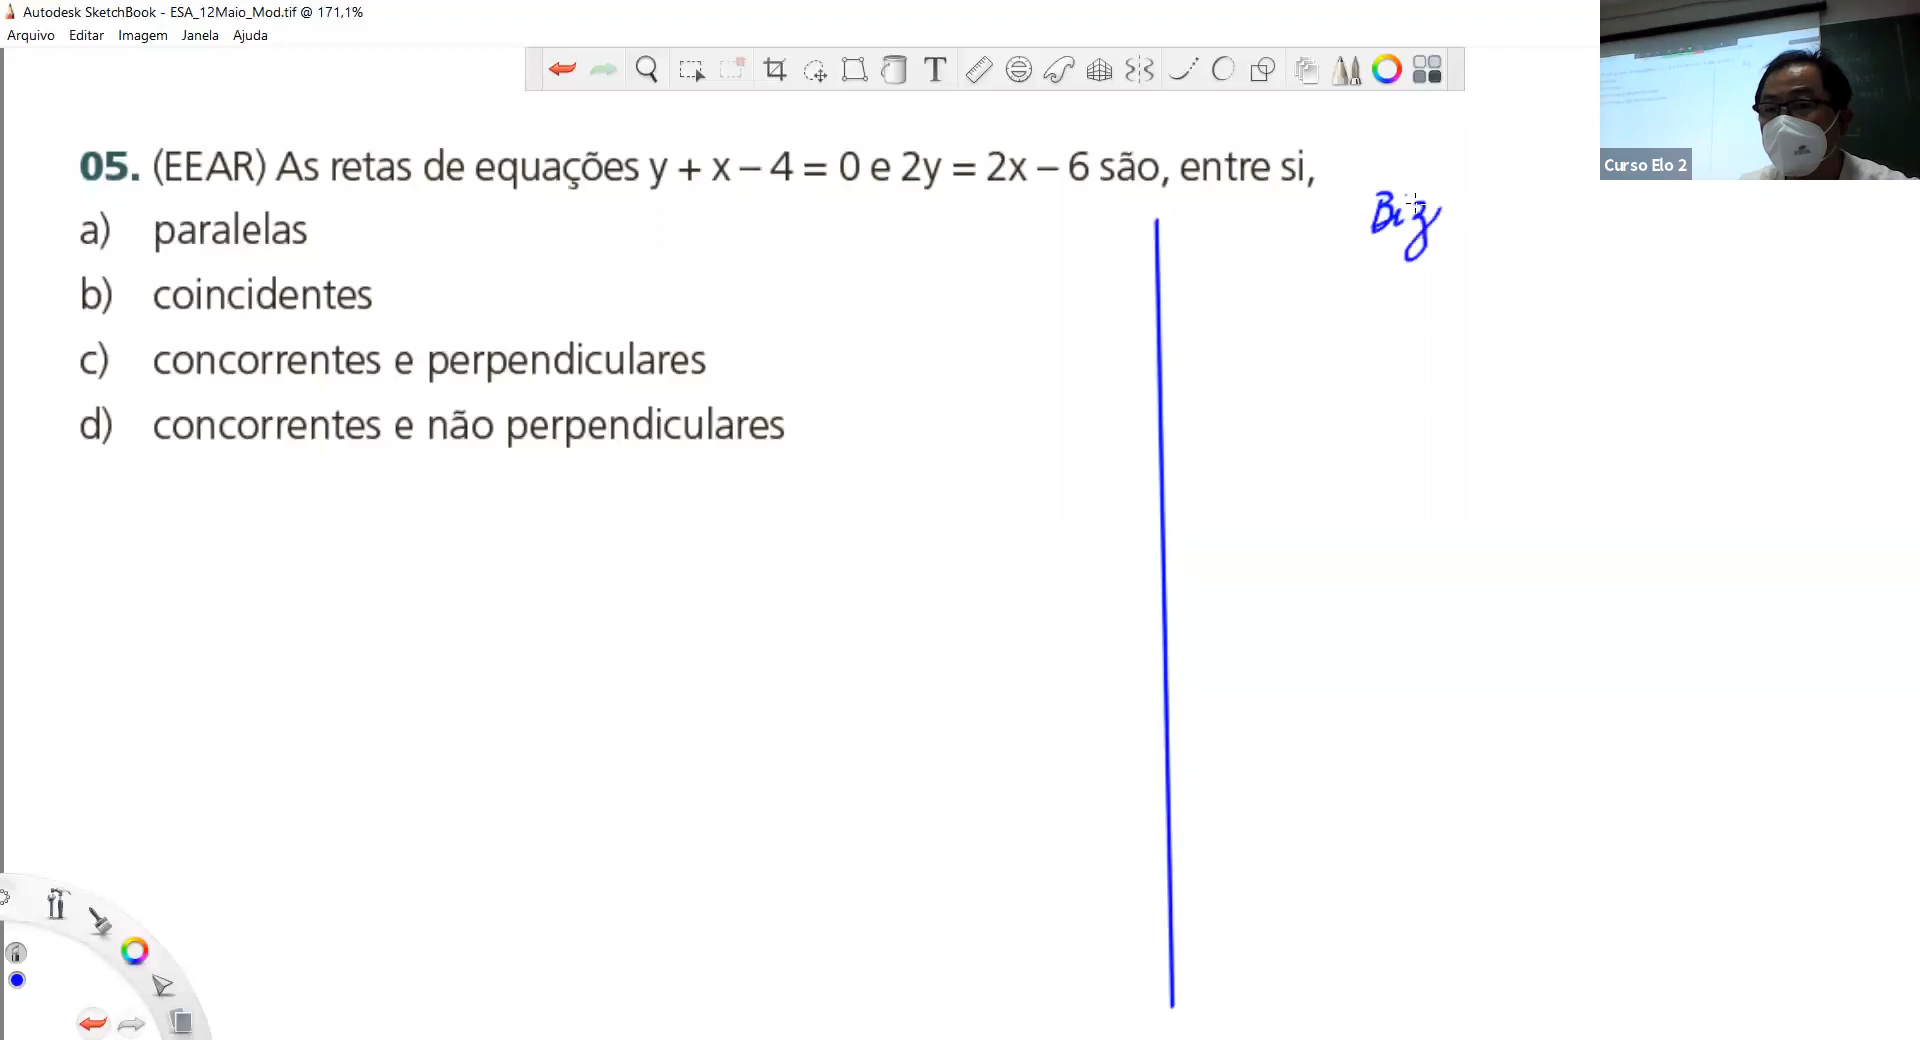 Autodesk SketchBook - ESA_12Maio_Mod.tif @ 171,1%
Arquivo Editar Imagem Janela Ajuda
T
Curso Elo 2
05. (EEAR) As retas de equações y + x – 4 = 0 e 2y = 2x – 6 são, entre si,
Biz
a) paralelas
b) coincidentes
c) concorrentes e perpendiculares
d) concorrentes e não perpendiculares